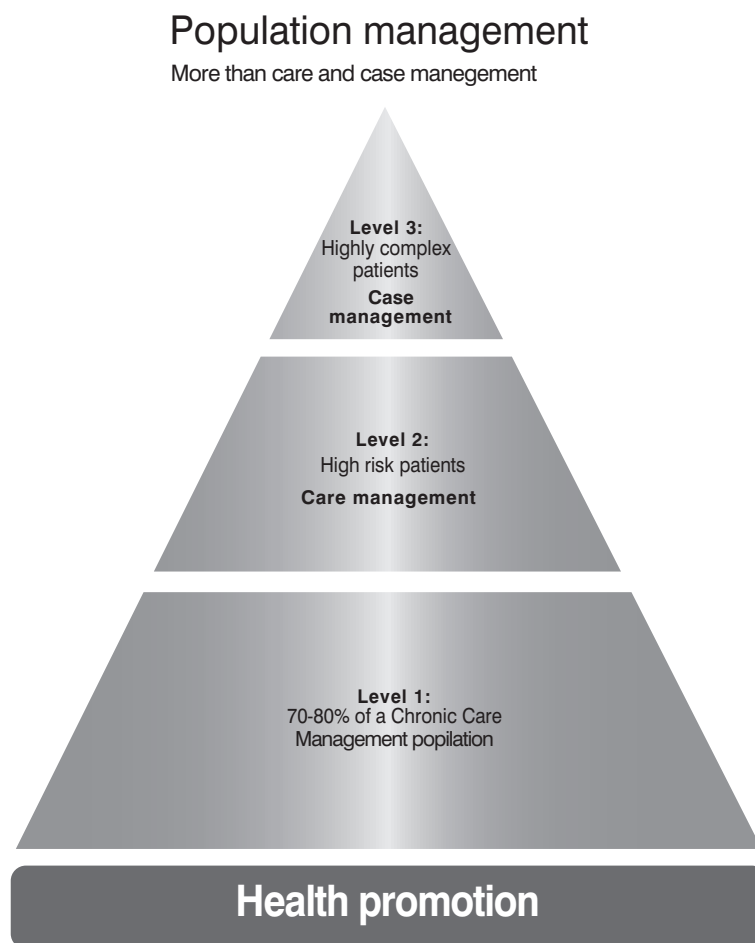 Population management
More than care and case manegement
Level 3:
Highly complex
patients
Case
management
Level 2:
High risk patients
Care management
Level 1:
70-80% of a Chronic Care
Management popilation
Health promotion